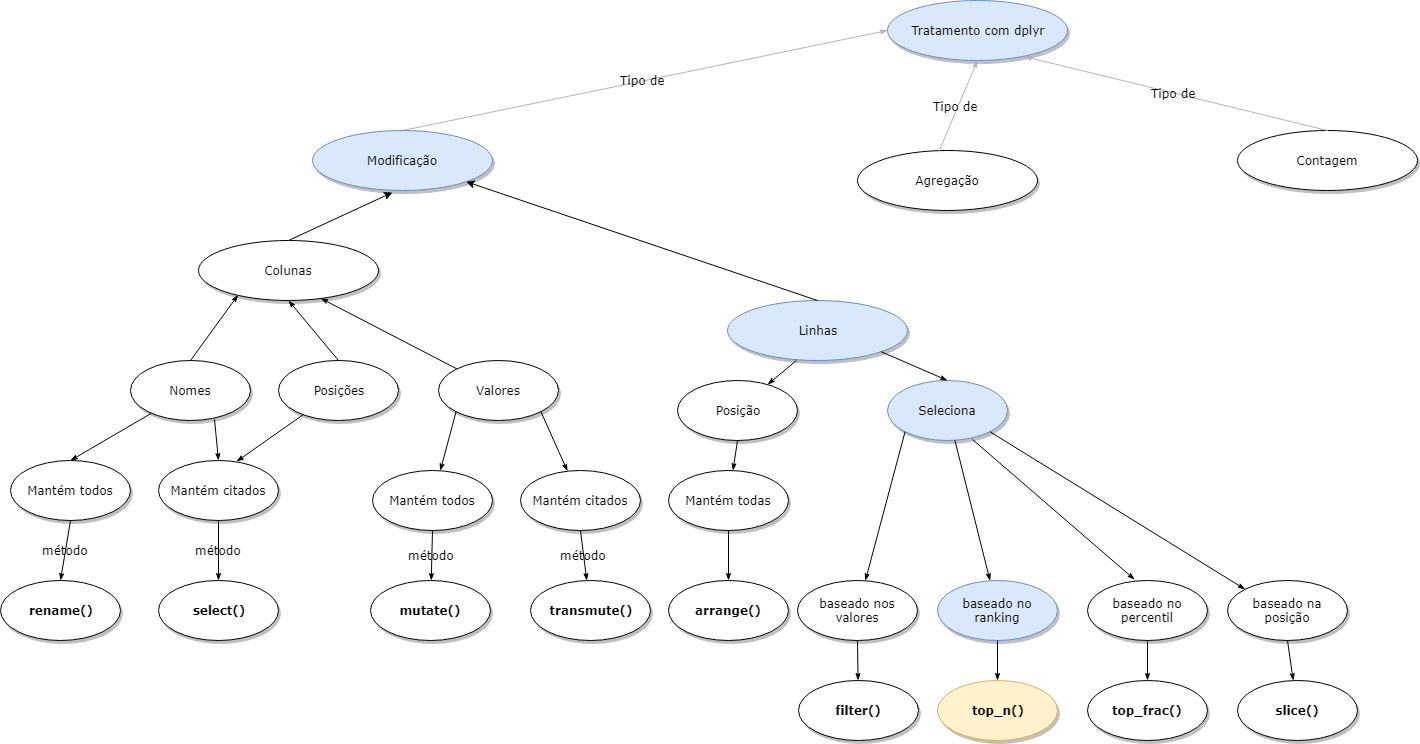 Tratamento com dplyr
Tipo de
Tipo de
Tipo de
Modificação
Agregação
Contagem
Colunas
Linhas
Nomes
Posições
Valores
Posição
Seleciona
Mantém todos
Mantém citados
Mantém todos
Mantém citados
Mantém todas
método
método
método
método
rename()
select()
mutate()
transmute()
arrange()
baseado nos
valores
baseado no
ranking
baseado no
percentil
baseado na
posição
filter()
top_n()
top_frac()
slice()